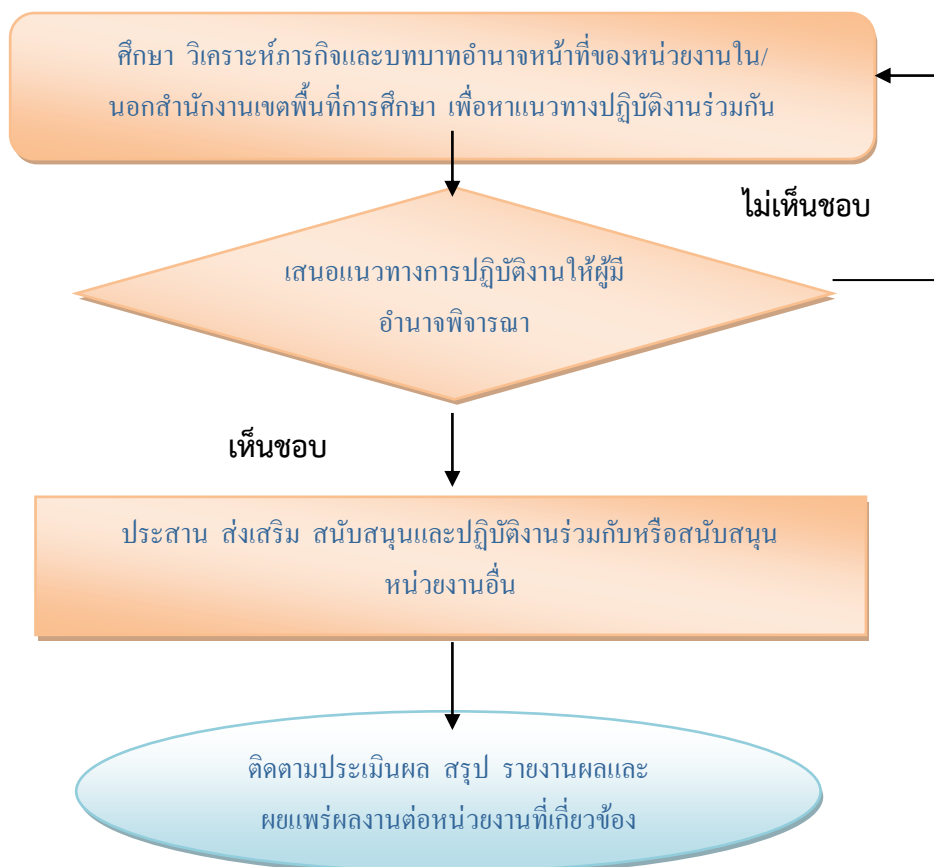 ศึกษา วิเคราะห์ภารกิจและบทบาทอำนาจหน้าที่ของหน่วยงานใน/
นอกสำนักงานเขตพื้นที่การศึกษา เพื่อหาแนวทางปฏิบัติงานร่วมกัน
ไม่เห็นชอบ
เสนอแนวทางการปฏิบัติงานให้ผู้มี
อำนาจพิจารณา
เห็นชอบ
ประสาน ส่งเสริม สนับสนุนและปฏิบัติงานร่วมกับหรือสนับสนุน
หน่วยงานอื่น
ติดตามประเมินผล สรุป รายงานผลและ
ผยแพร่ผลงานต่อหน่วยงานที่เกี่ยวข้อง